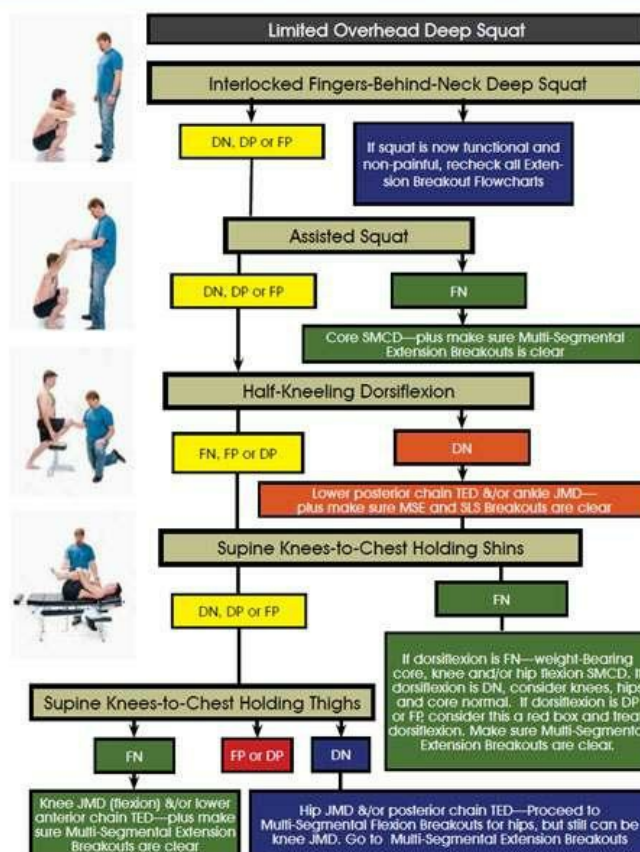 Limited Overhead Deep Squat
Interlocked Fingers-Behind-Neck Deep Squat
DN, DP or FP
If squat is now functional and
non-painful, recheck all Exten-
sion Breakout Flowcharts
Assisted Squat
DN, DP or FP
FN
Core SMCD—plus make sure Multi-Segmental
Extension Breakouts is clear
Half-Kneeling Dorsiflexion
FN, FP or DP
DN
Lower posterior chain TED &/or ankle JMD—
plus make sure MSE and SLS Breakouts are clear
Supine Knees-to-Chest Holding Shins
DN, DP or FP
FN
If dorsiflexion is FN—weight-Bearing
core, knee and/or hip flexion SMCD. If
dorsiflexion is DN, consider knees, hips
and core normal. If dorsiflexion is DP
or FP, consider this a red box and treat
dorsiflexion. Make sure Multi-Segmental
Extension Breakouts are clear.
Supine Knees-to-Chest Holding Thighs
FN
FP or DP
DN
Knee JMD (flexion) &/or lower
anterior chain TED—plus make
sure Multi-Segmental Extension
Breakouts are clear
Hip JMD &/or posterior chain TED—Proceed to
Multi-Segmental Flexion Breakouts for hips, but still can be
knee JMD. Go to Multi-Segmental Extension Breakouts